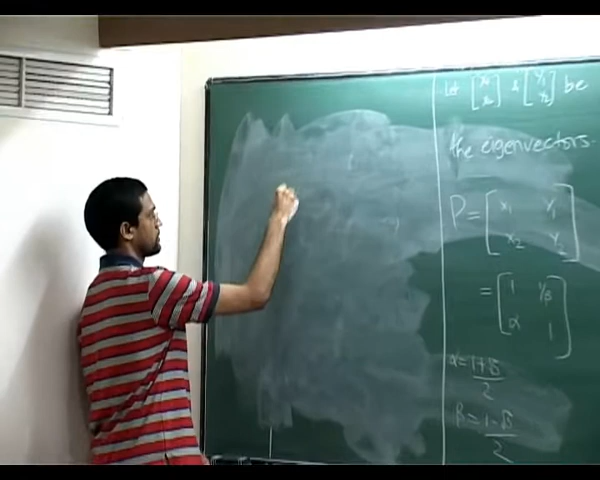 Let [x₁ x₂] & [y₁ y₂] be
the eigenvectors.
P = [x₁ y₁
x₂ y₂]
= [1 1/β
α 1]
α = 1+√5
2
β = 1-√5
2